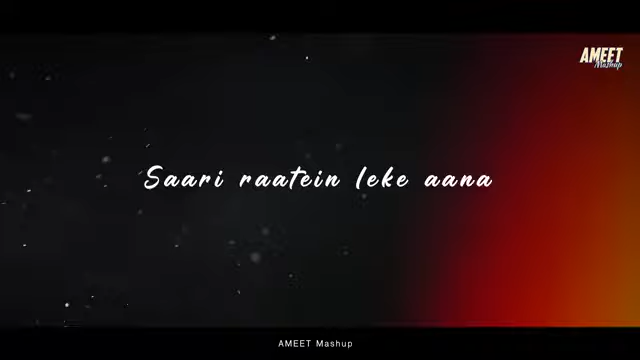 AMEET
Mashup
Saari raatein leke aana
AMEET Mashup